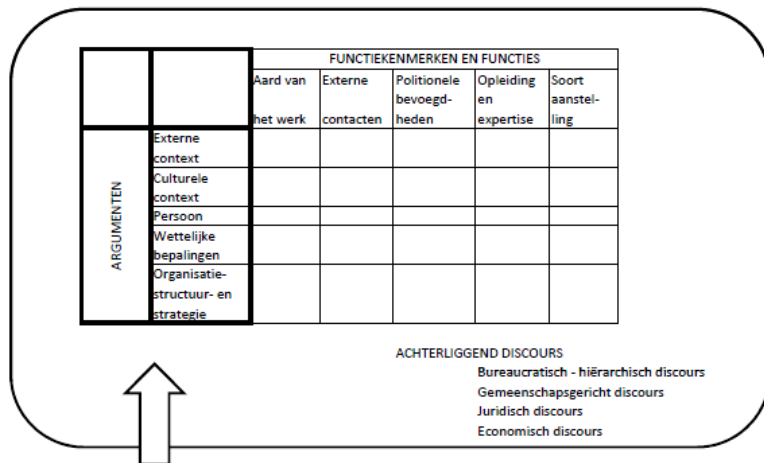 FUNCTIEKENMERKEN EN FUNCTIES
Aard van
het werk
Externe
contacten
Politionele
bevoegd-
heden
Opleiding
en
expertise
Soort
aanstel-
ling
ARGUMENTEN
Externe
context
Culturele
context
Persoon
Wettelijke
bepalingen
Organisatie-
structuur- en
strategie
ACHTERLIGGEND DISCOURS
Bureaucratisch - hiërarchisch discours
Gemeenschapsgericht discours
Juridisch discours
Economisch discours